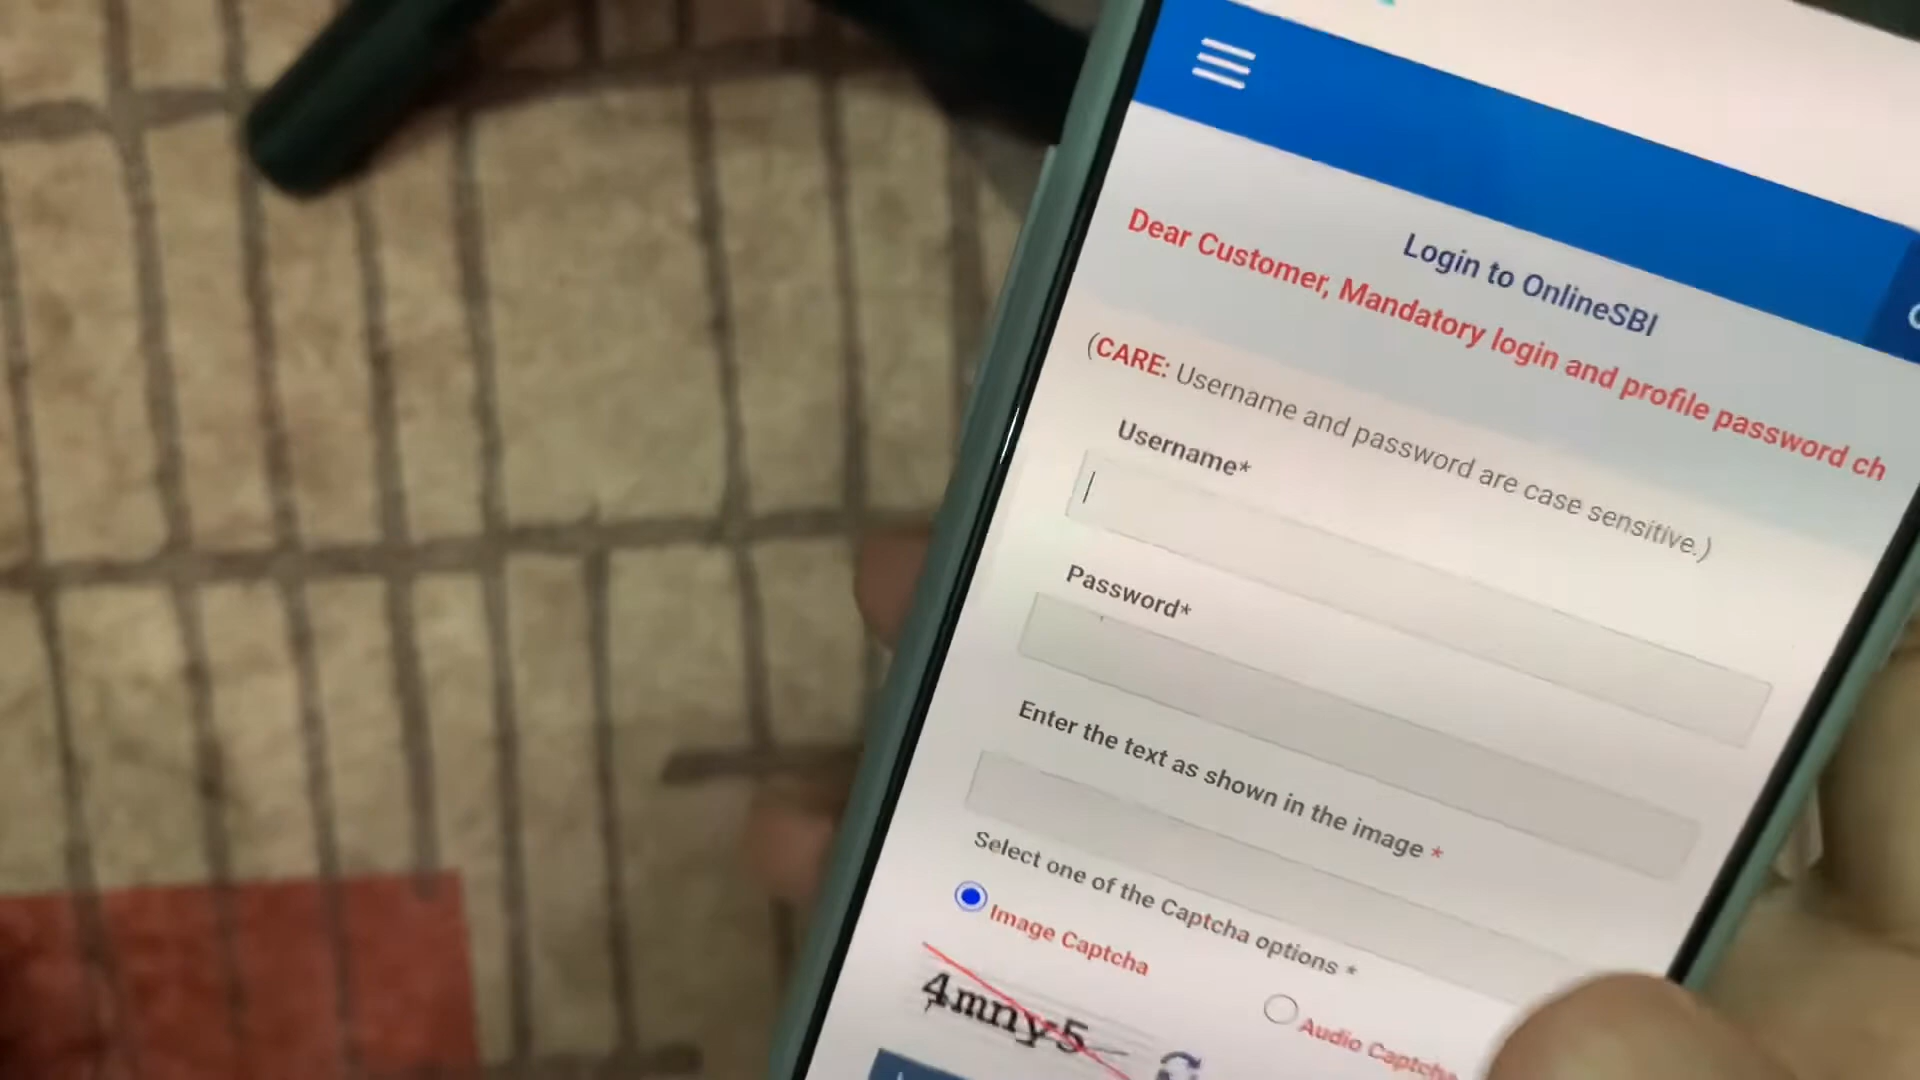 Login to OnlineSBI
Dear Customer, Mandatory login and profile password ch
(CARE: Username and password are case sensitive.)
Username*
Password*
Enter the text as shown in the image *
Select one of the Captcha options *
Image Captcha
Audio Captcha
4mny5